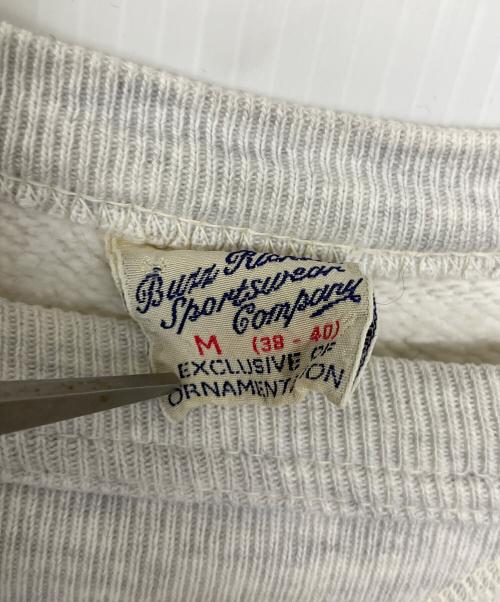 Buzz Rickson
Sportswear
Company
M (38 - 40)
EXCLUSIVE OF
ORNAMENTATION